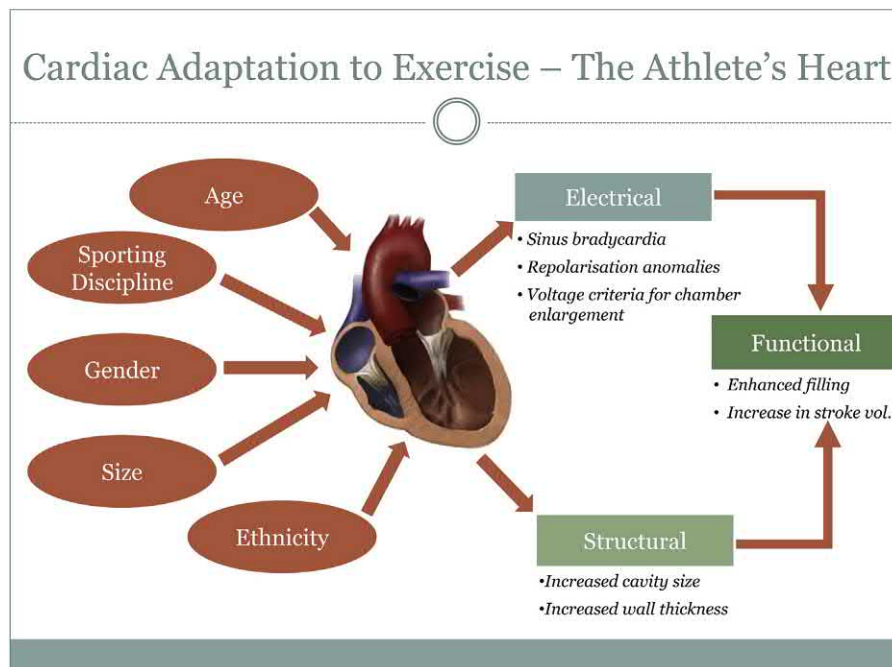 Cardiac Adaptation to Exercise – The Athlete's Heart
Age
Sporting
Discipline
Gender
Size
Ethnicity
Electrical
• Sinus bradycardia
• Repolarisation anomalies
• Voltage criteria for chamber
enlargement
Functional
• Enhanced filling
• Increase in stroke vol.
Structural
•Increased cavity size
•Increased wall thickness